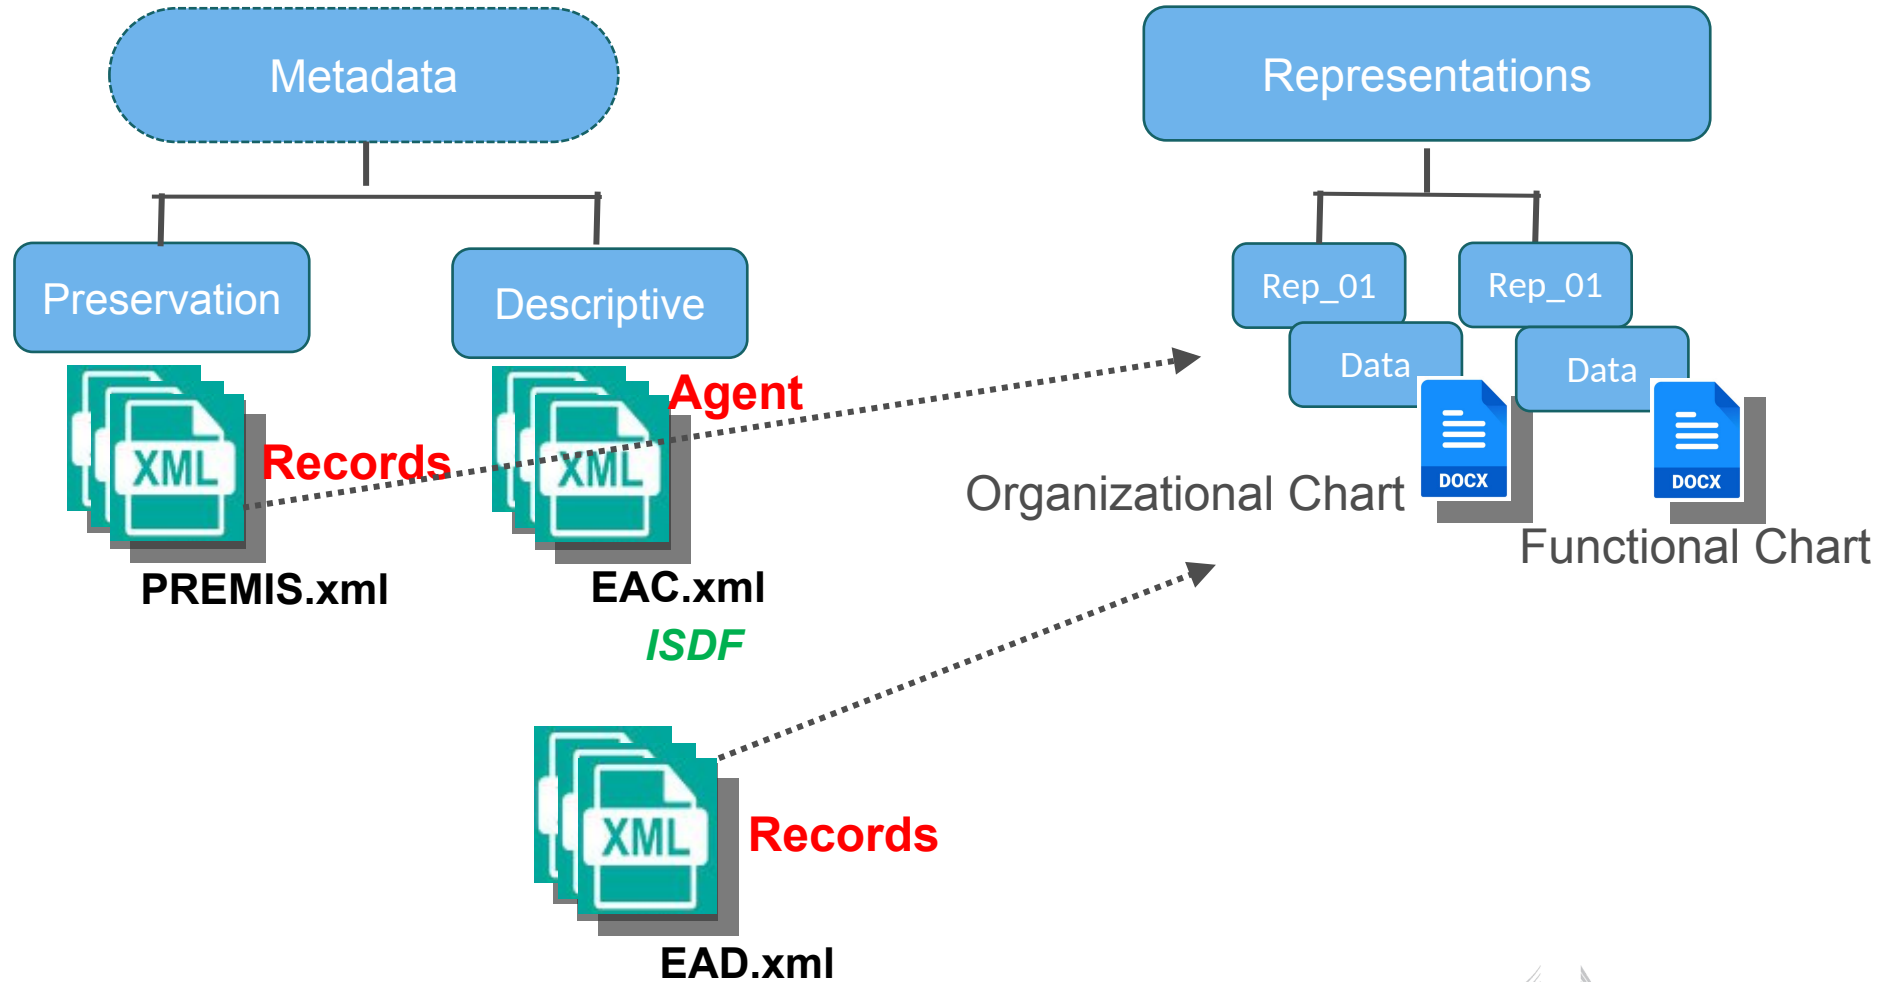 Metadata
Representations
Preservation
Descriptive
Rep_01
Rep_01
Data
Data
XML
Records
XML
Agent
DOCX
DOCX
Organizational Chart
Functional Chart
PREMIS.xml
EAC.xml
ISDF
XML
Records
EAD.xml